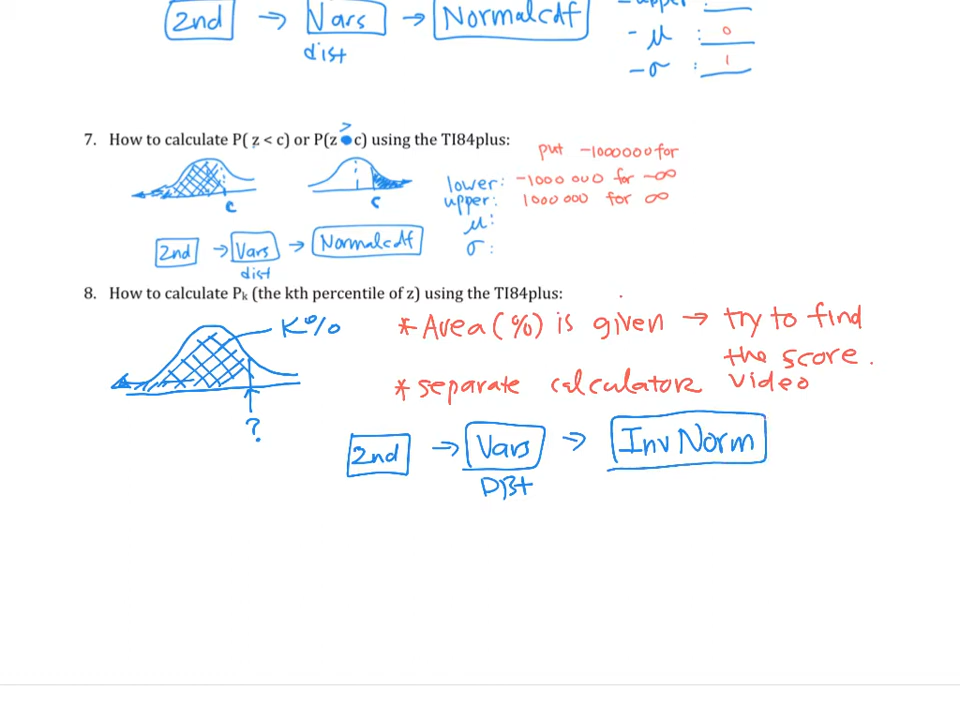 2nd → Vars → Normalcdf
dist
- upper :
- μ : 0
- σ : 1
7. How to calculate P( z < c) or P(z > c) using the TI84plus:
put -1000000 for
lower: -1000 000 for -∞
upper: 1000 000 for ∞
μ:
σ:
c
c
2nd → Vars → Normalcdf
dist
8. How to calculate Pk (the kth percentile of z) using the TI84plus:
K%
* Area (%) is given → try to find
the score.
* separate calculator video
?
2nd → Vars → InvNorm
Dist